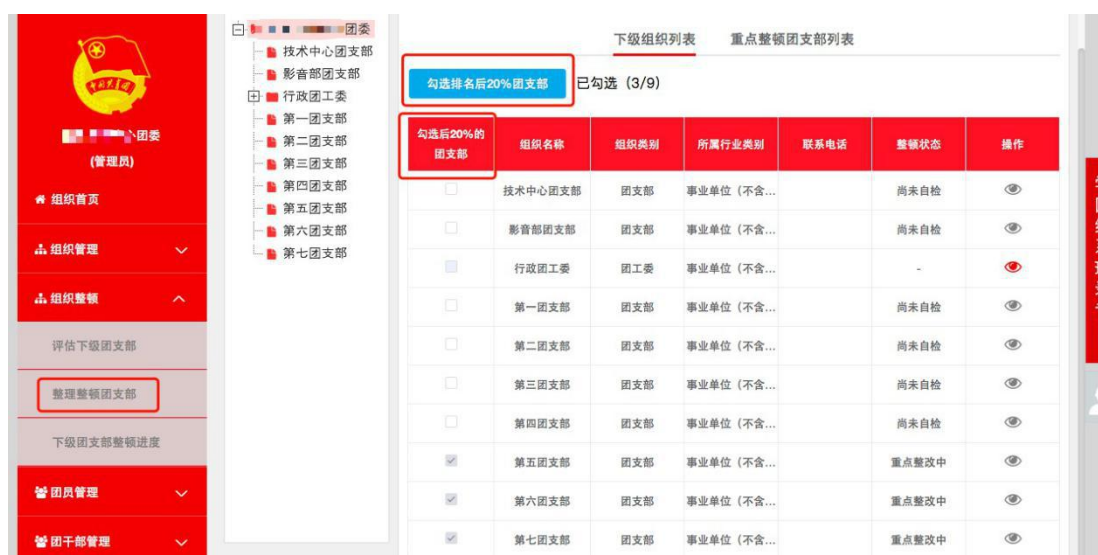 团委
(管理员)
组织首页
组织管理
组织整顿
评估下级团支部
整理整顿团支部
下级团支部整顿进度
团员管理
团干部管理
团委
技术中心团支部
影音部团支部
行政团工委
第一团支部
第二团支部
第三团支部
第四团支部
第五团支部
第六团支部
第七团支部
下级组织列表 重点整顿团支部列表
勾选排名后20%团支部 已勾选（3/9）
勾选后20%的
团支部 组织名称 组织类别 所属行业类别 联系电话 整顿状态 操作
技术中心团支部 团支部 事业单位（不含... 尚未自检
影音部团支部 团支部 事业单位（不含... 尚未自检
行政团工委 团工委 事业单位（不含... -
第一团支部 团支部 事业单位（不含... 尚未自检
第二团支部 团支部 事业单位（不含... 尚未自检
第三团支部 团支部 事业单位（不含... 尚未自检
第四团支部 团支部 事业单位（不含... 尚未自检
第五团支部 团支部 事业单位（不含... 重点整改中
第六团支部 团支部 事业单位（不含... 重点整改中
第七团支部 团支部 事业单位（不含... 重点整改中